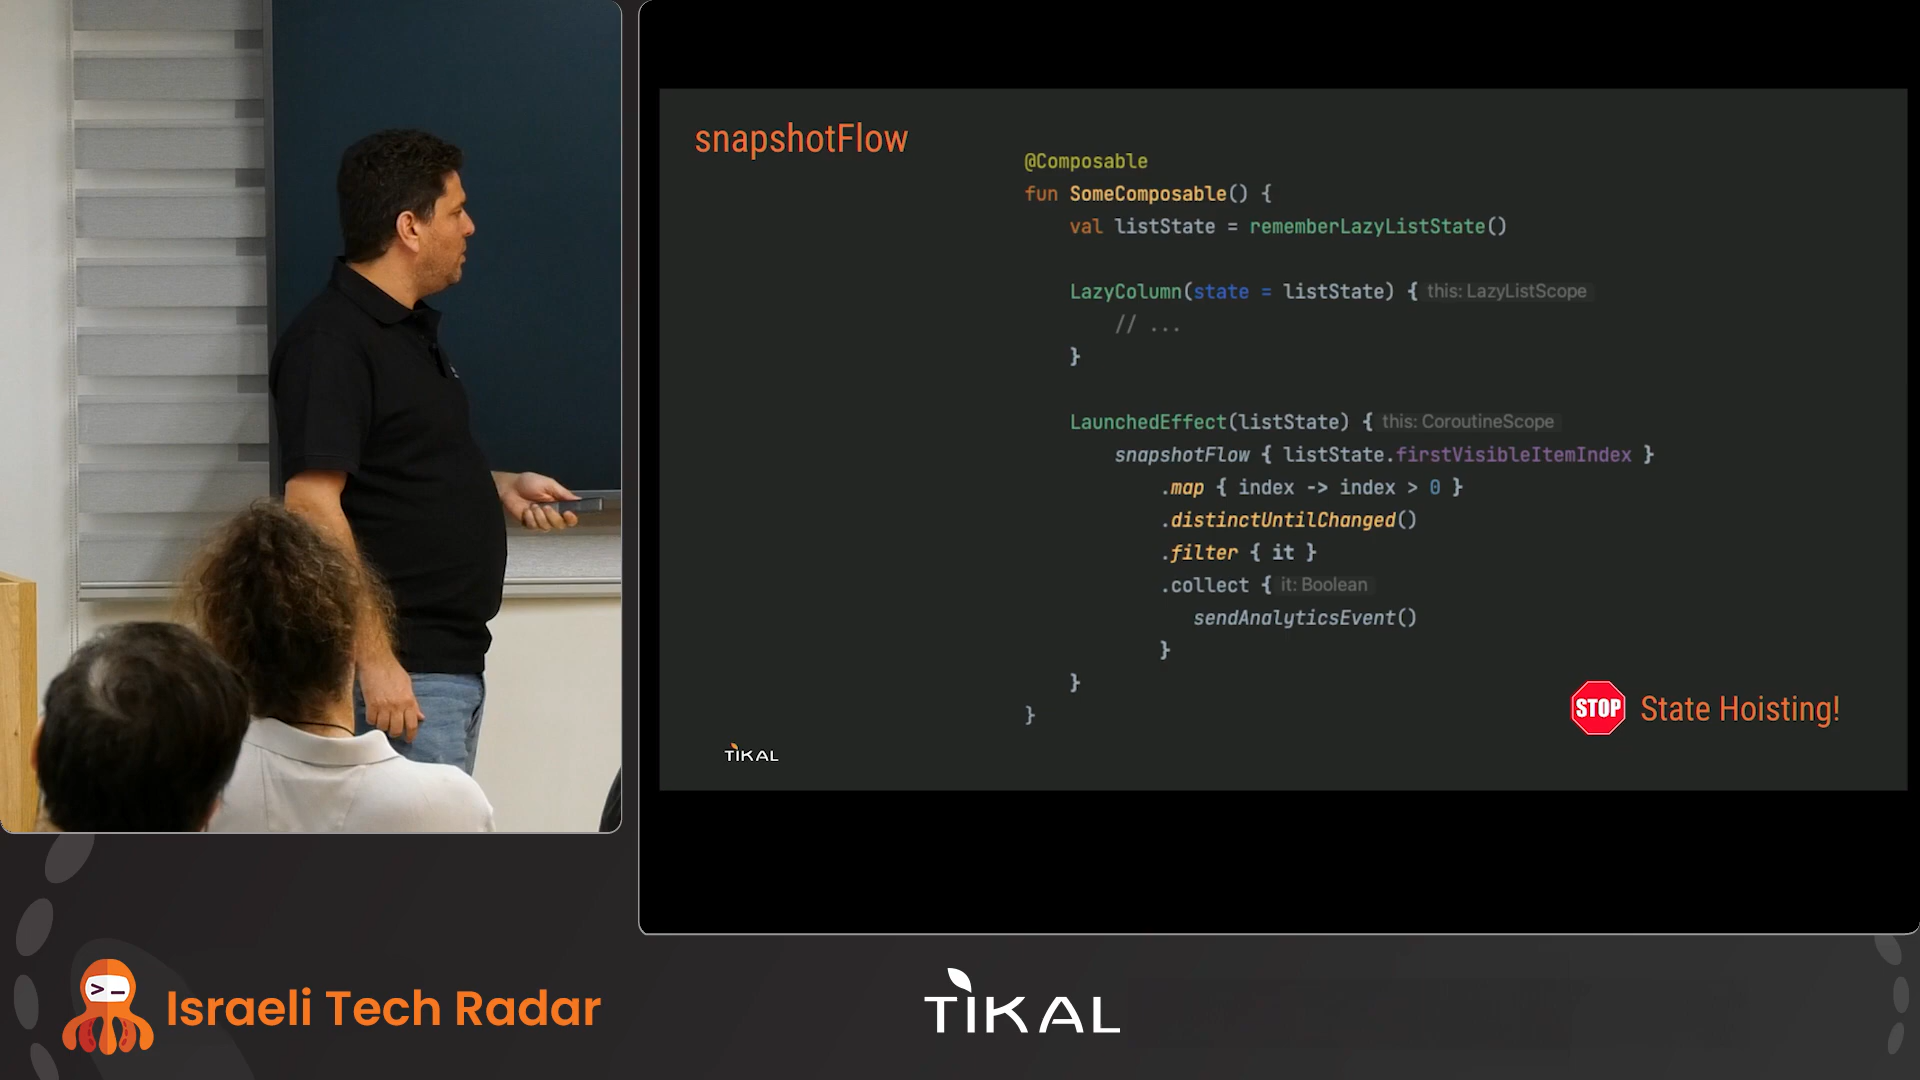 snapshotFlow
@Composable
fun SomeComposable() {
val listState = rememberLazyListState()
LazyColumn(state = listState) { this: LazyListScope
// ...
}
LaunchedEffect(listState) { this: CoroutineScope
snapshotFlow { listState.firstVisibleItemIndex }
.map { index -> index > 0 }
.distinctUntilChanged()
.filter { it }
.collect { it: Boolean
sendAnalyticsEvent()
}
}
}
STOP State Hoisting!
TIKAL
>_ Israeli Tech Radar
TIKAL